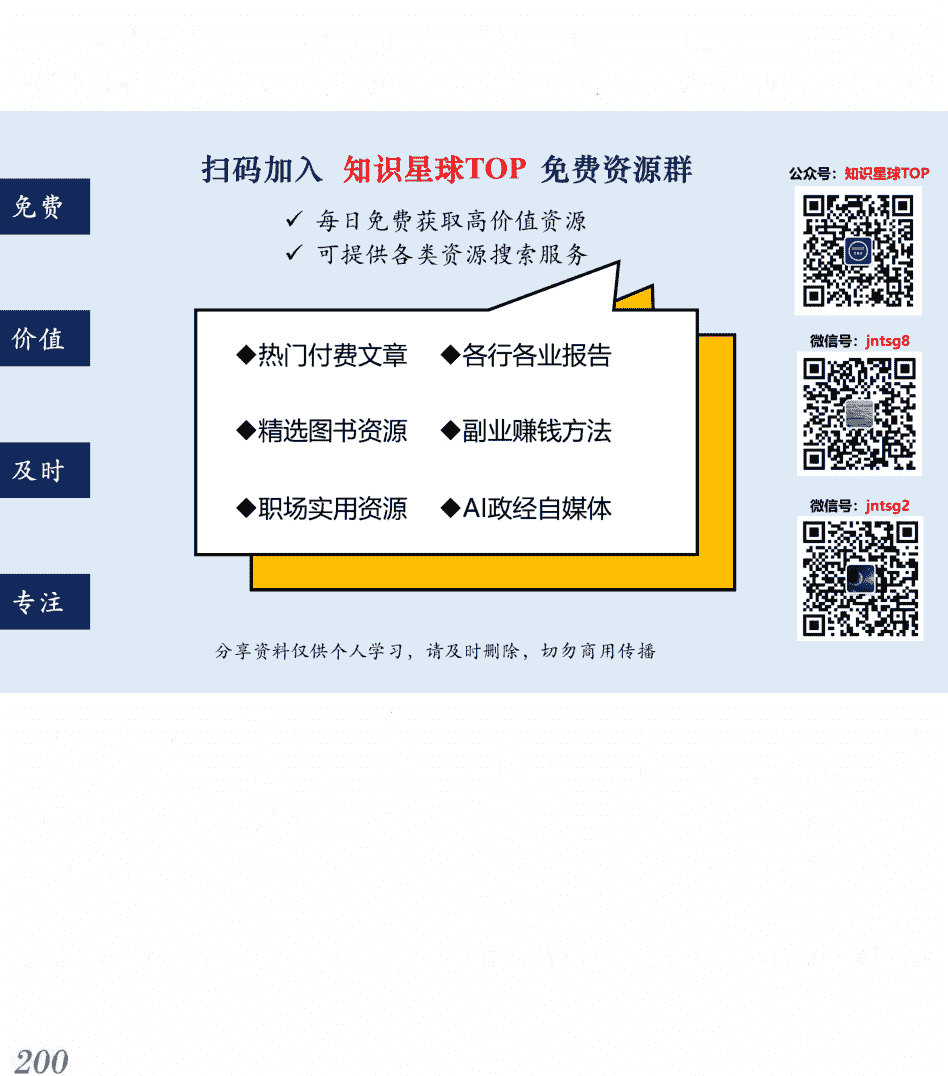 扫码加入 知识星球TOP 免费资源群
✓ 每日免费获取高价值资源
✓ 可提供各类资源搜索服务
免费
价值
及时
专注
◆热门付费文章 ◆各行各业报告
◆精选图书资源 ◆副业赚钱方法
◆职场实用资源 ◆AI政经自媒体
分享资料仅供个人学习，请及时删除，切勿商用传播
公众号：知识星球TOP
微信号：jntsg8
微信号：jntsg2
200